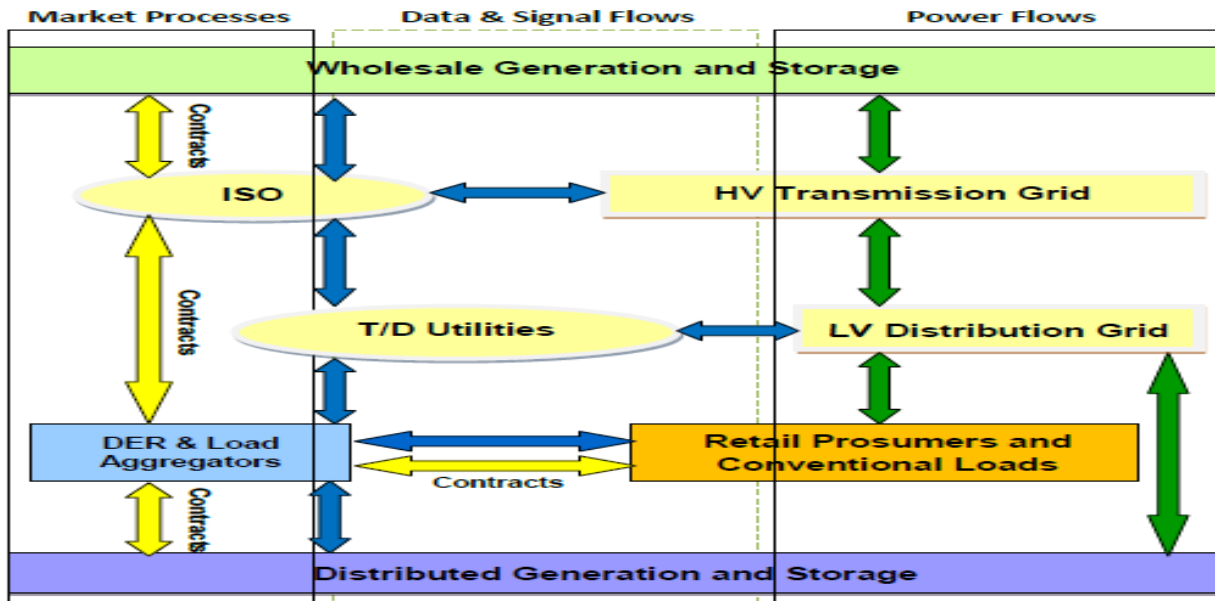 Market Processes
Data & Signal Flows
Power Flows
Wholesale Generation and Storage
Contracts
ISO
HV Transmission Grid
Contracts
T/D Utilities
LV Distribution Grid
DER & Load
Aggregators
Retail Prosumers and
Conventional Loads
Contracts
Contracts
Distributed Generation and Storage